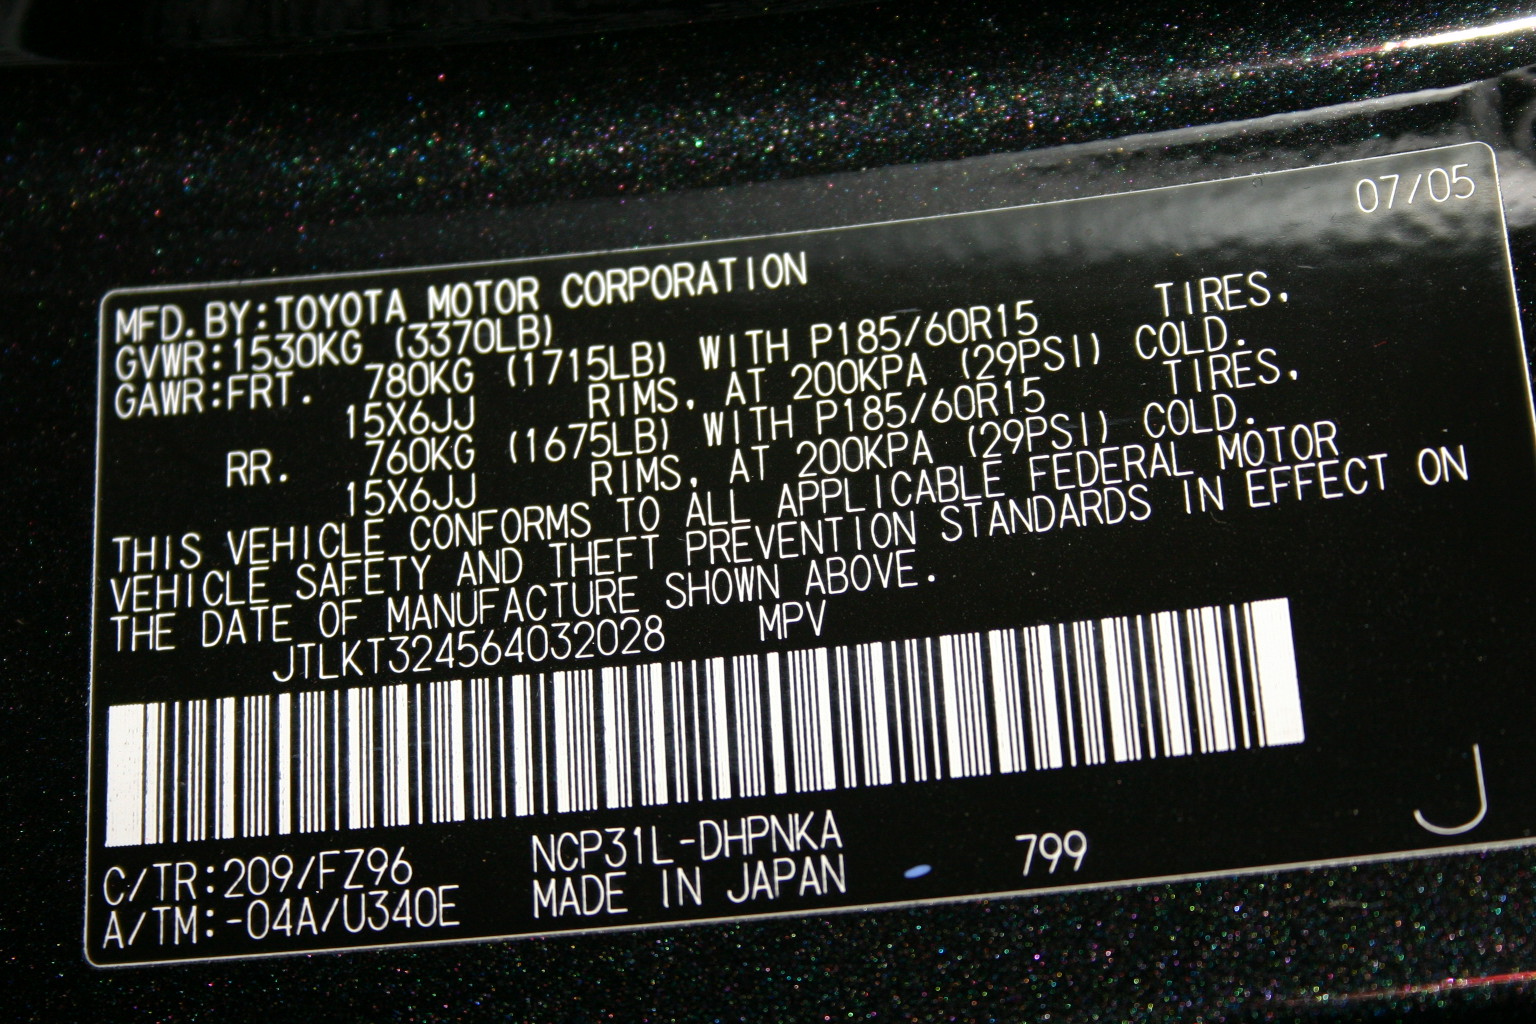 07/05
MFD.BY:TOYOTA MOTOR CORPORATION
GVWR:1530KG (3370LB)
GAWR:FRT. 780KG (1715LB) WITH P185/60R15 TIRES,
15X6JJ RIMS, AT 200KPA (29PSI) COLD.
RR. 760KG (1675LB) WITH P185/60R15 TIRES,
15X6JJ RIMS, AT 200KPA (29PSI) COLD.
THIS VEHICLE CONFORMS TO ALL APPLICABLE FEDERAL MOTOR
VEHICLE SAFETY AND THEFT PREVENTION STANDARDS IN EFFECT ON
THE DATE OF MANUFACTURE SHOWN ABOVE.
JTLKT324564032028 MPV
C/TR:209/FZ96 NCP31L-DHPNKA 799 J
A/TM:-04A/U340E MADE IN JAPAN